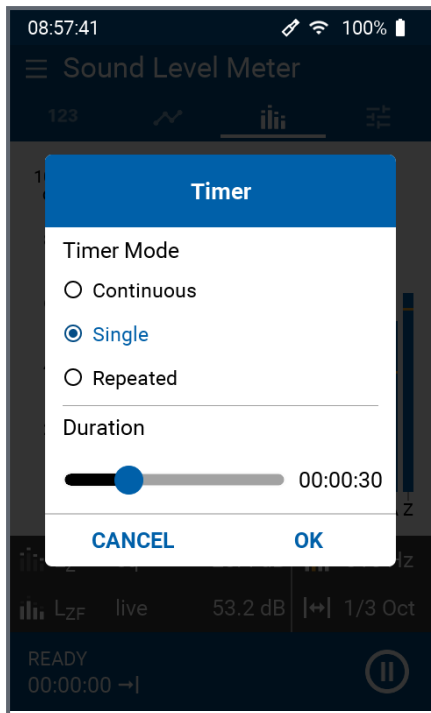 08:57:41 100%
Sound Level Meter
123
Timer
Timer Mode
Continuous
Single
Repeated
Duration
00:00:30
CANCEL OK
LZF live 53.2 dB 1/3 Oct
READY
00:00:00